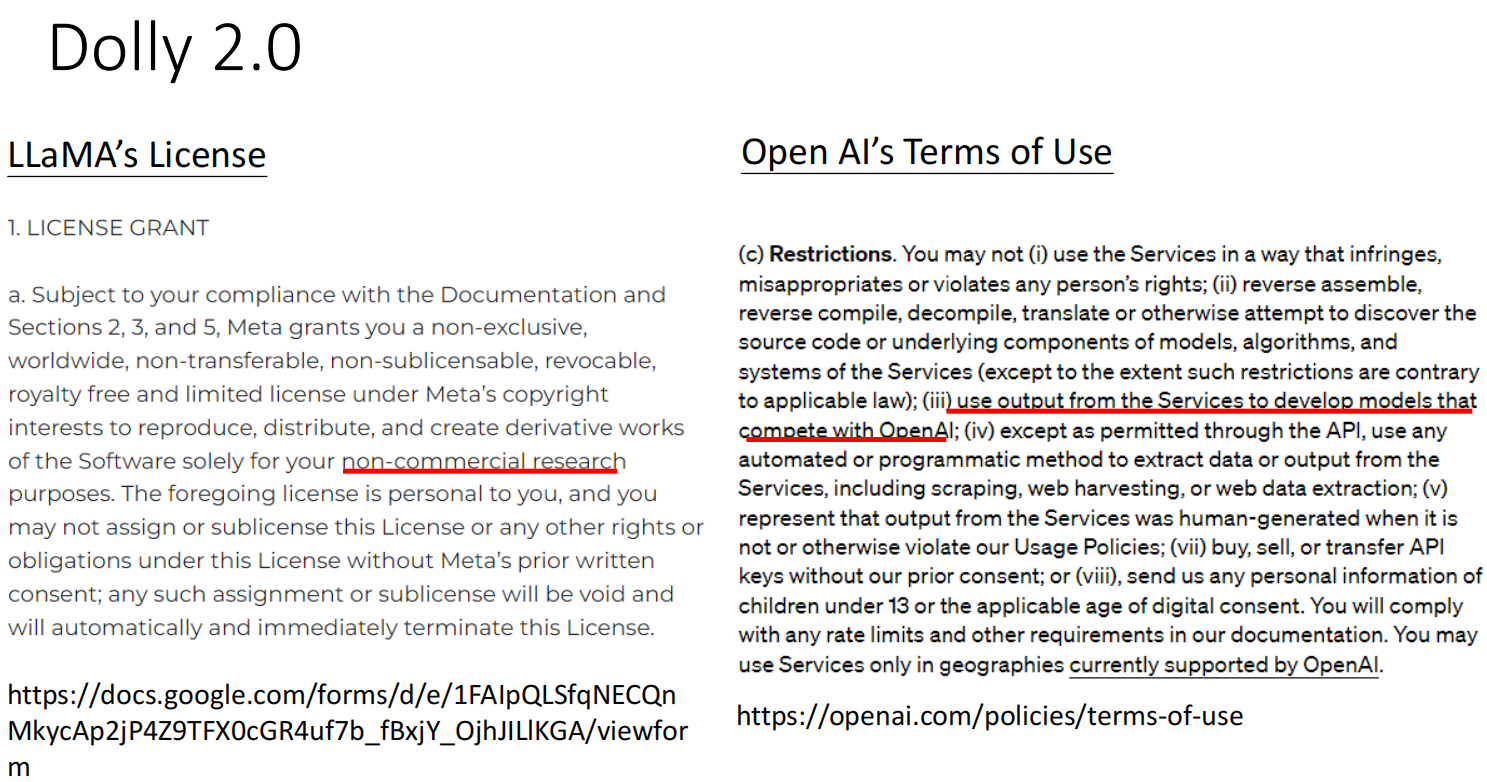 Dolly 2.0
LLaMA’s License
1. LICENSE GRANT
a. Subject to your compliance with the Documentation and
Sections 2, 3, and 5, Meta grants you a non-exclusive,
worldwide, non-transferable, non-sublicensable, revocable,
royalty free and limited license under Meta’s copyright
interests to reproduce, distribute, and create derivative works
of the Software solely for your non-commercial research
purposes. The foregoing license is personal to you, and you
may not assign or sublicense this License or any other rights or
obligations under this License without Meta’s prior written
consent; any such assignment or sublicense will be void and
will automatically and immediately terminate this License.
https://docs.google.com/forms/d/e/1FAIpQLSfqNECQn
MkycAp2jP4Z9TFX0cGR4uf7b_fBxjY_OjhJILlKGA/viewfor
m
Open AI’s Terms of Use
(c) Restrictions. You may not (i) use the Services in a way that infringes,
misappropriates or violates any person’s rights; (ii) reverse assemble,
reverse compile, decompile, translate or otherwise attempt to discover the
source code or underlying components of models, algorithms, and
systems of the Services (except to the extent such restrictions are contrary
to applicable law); (iii) use output from the Services to develop models that
compete with OpenAI; (iv) except as permitted through the API, use any
automated or programmatic method to extract data or output from the
Services, including scraping, web harvesting, or web data extraction; (v)
represent that output from the Services was human-generated when it is
not or otherwise violate our Usage Policies; (vii) buy, sell, or transfer API
keys without our prior consent; or (viii), send us any personal information of
children under 13 or the applicable age of digital consent. You will comply
with any rate limits and other requirements in our documentation. You may
use Services only in geographies currently supported by OpenAI.
https://openai.com/policies/terms-of-use